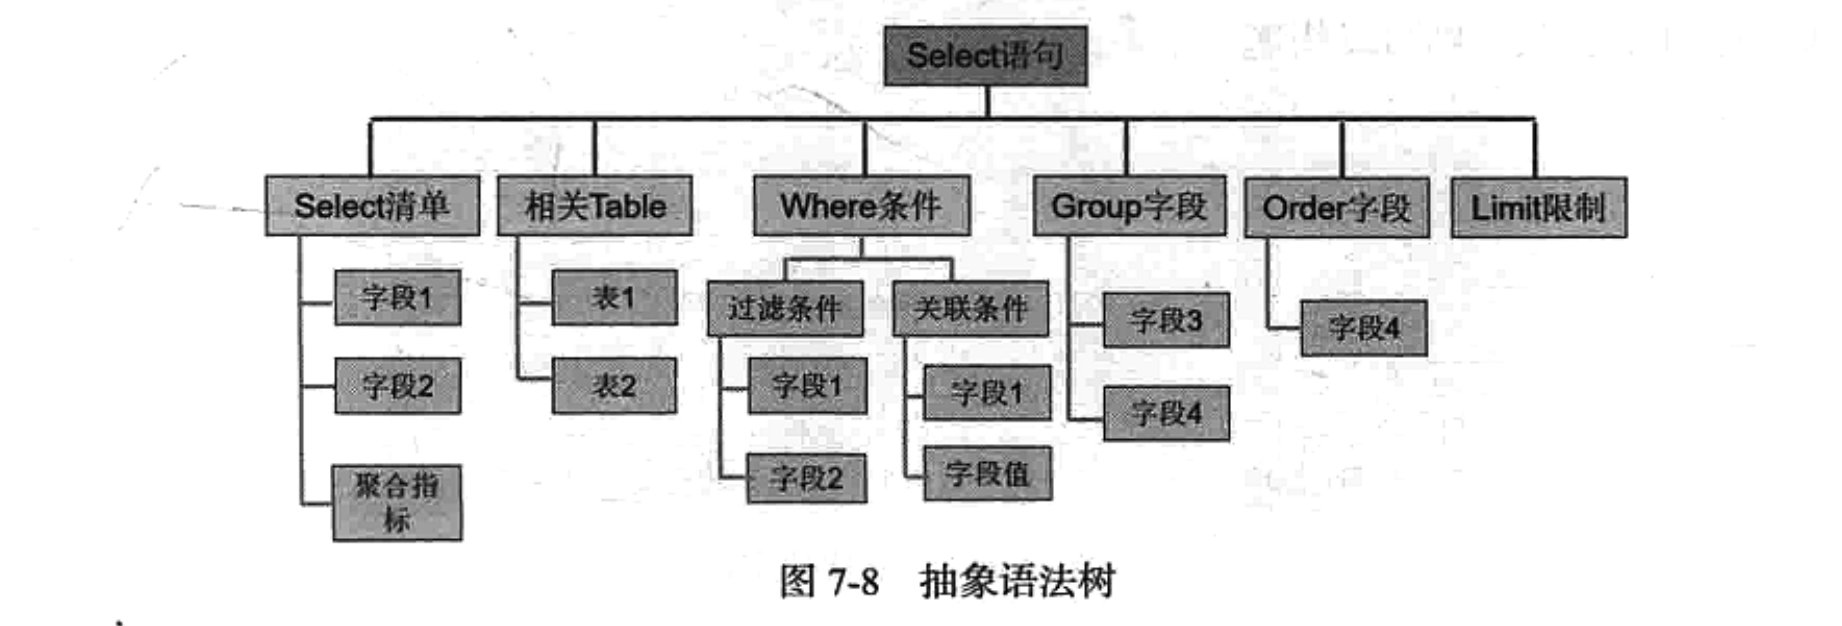 Select语句
Select清单
相关Table
Where条件
Group字段
Order字段
Limit限制
字段1
字段2
聚合指
标
表1
表2
过滤条件
字段1
字段2
关联条件
字段1
字段值
字段3
字段4
字段4
图 7-8 抽象语法树